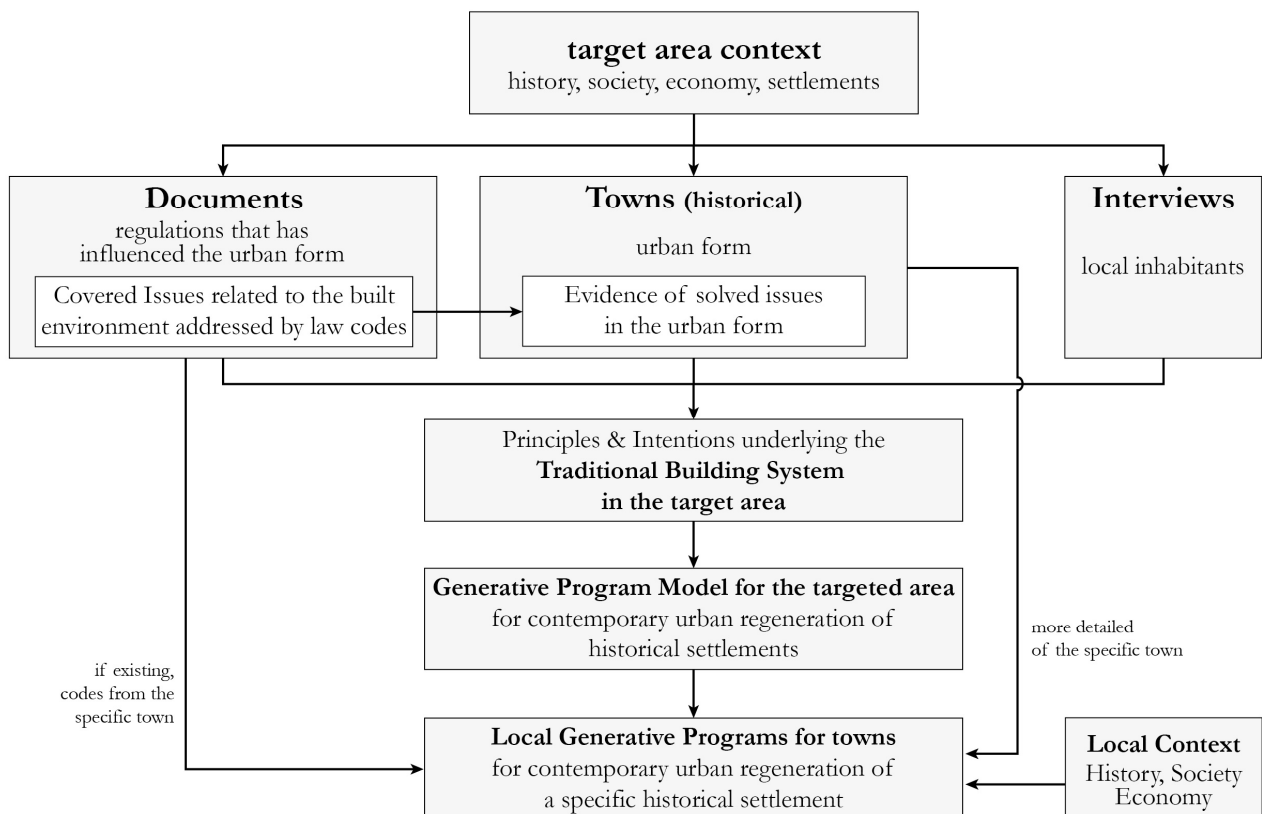 target area context
history, society, economy, settlements
Documents
regulations that has
influenced the urban form
Covered Issues related to the built
environment addressed by law codes
Towns (historical)
urban form
Evidence of solved issues
in the urban form
Interviews
local inhabitants
Principles & Intentions underlying the
Traditional Building System
in the target area
Generative Program Model for the targeted area
for contemporary urban regeneration of
historical settlements
more detailed
of the specific town
if existing,
codes from the
specific town
Local Generative Programs for towns
for contemporary urban regeneration of
a specific historical settlement
Local Context
History, Society
Economy